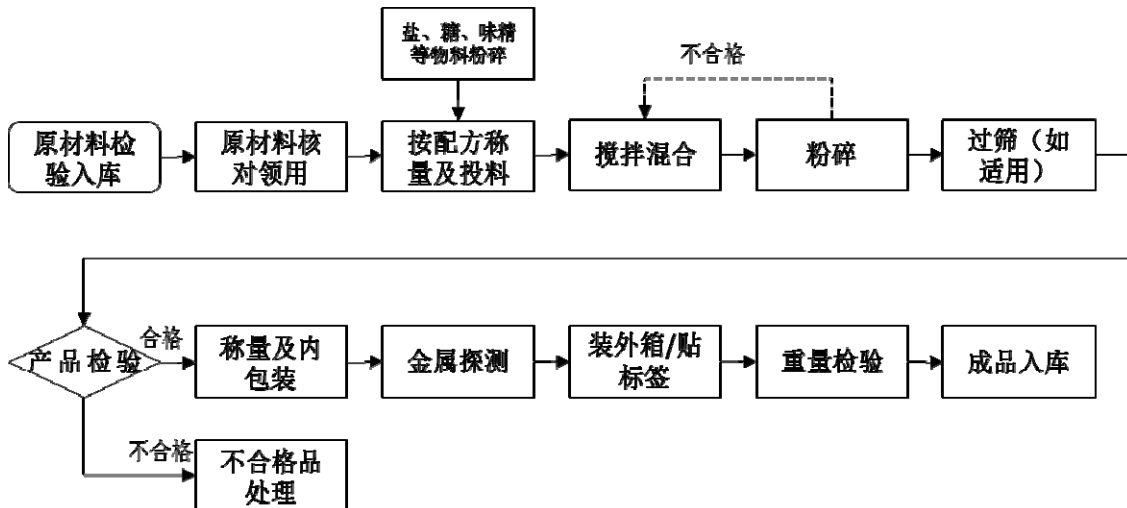 盐、糖、味精
等物料粉碎
不合格
原材料检
验入库
原材料核
对领用
按配方称
量及投料
搅拌混合
粉碎
过筛（如
适用）
产品检验
合格
称量及内
包装
金属探测
装外箱/贴
标签
重量检验
成品入库
不合格
不合格品
处理